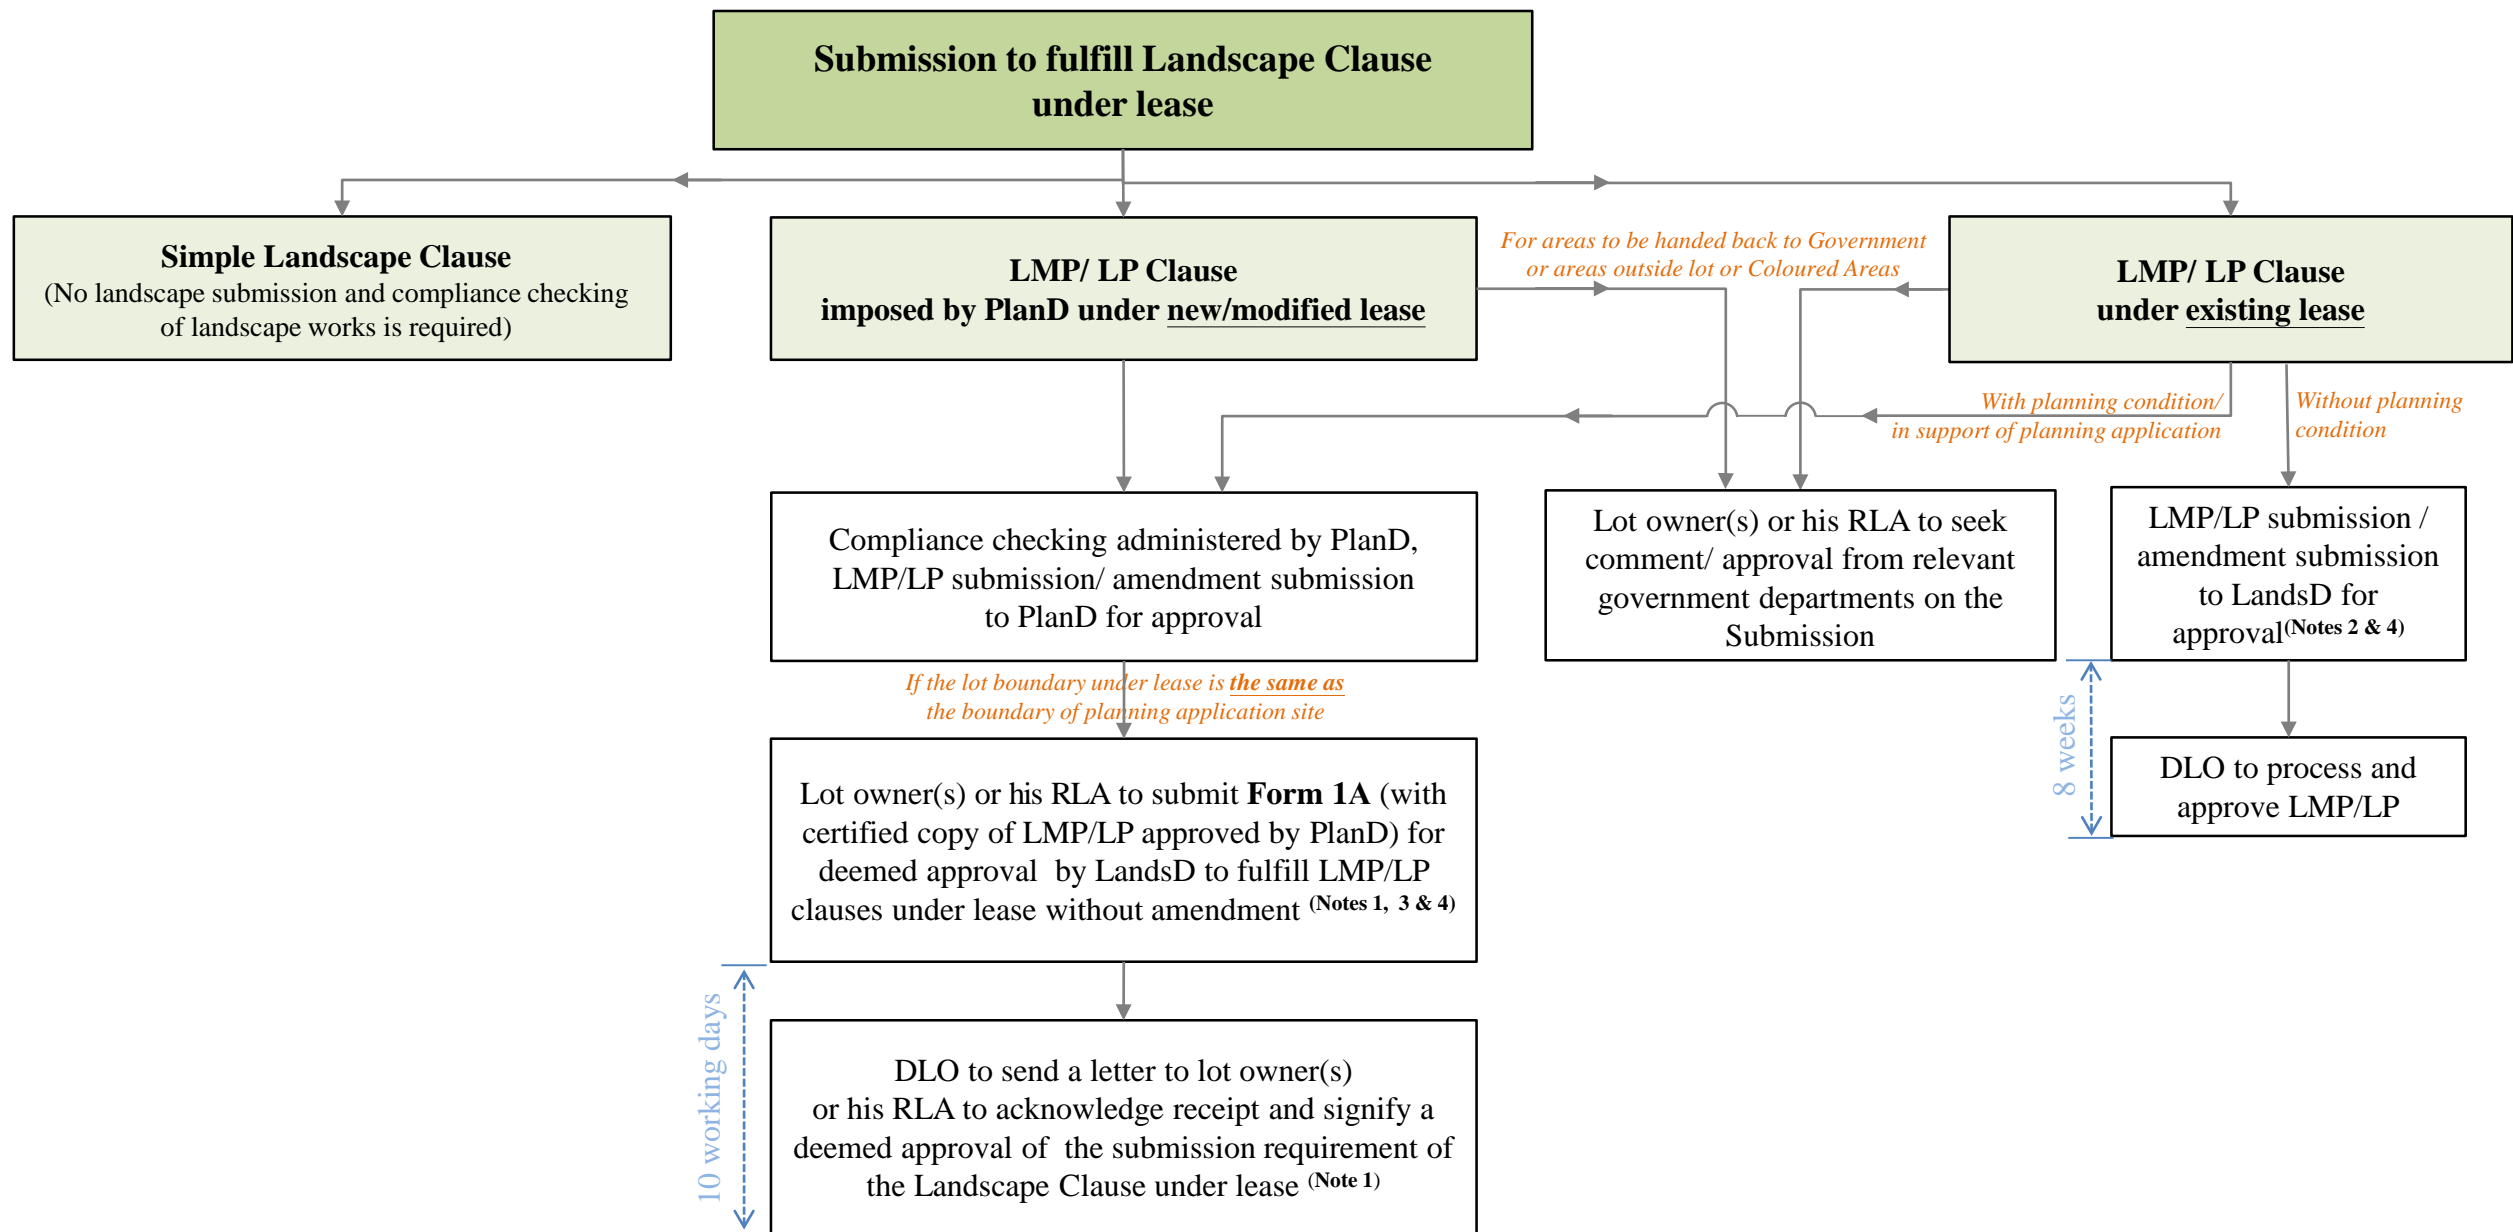 Submission to fulfill Landscape Clause
under lease
Simple Landscape Clause
(No landscape submission and compliance checking
of landscape works is required)
LMP/ LP Clause
imposed by PlanD under new/modified lease
For areas to be handed back to Government
or areas outside lot or Coloured Areas
LMP/ LP Clause
under existing lease
With planning condition/
in support of planning application
Without planning
condition
Compliance checking administered by PlanD,
LMP/LP submission/ amendment submission
to PlanD for approval
Lot owner(s) or his RLA to seek
comment/ approval from relevant
government departments on the
Submission
LMP/LP submission /
amendment submission
to LandsD for
approval(Notes 2 & 4)
If the lot boundary under lease is the same as
the boundary of planning application site
8 weeks
DLO to process and
approve LMP/LP
Lot owner(s) or his RLA to submit Form 1A (with
certified copy of LMP/LP approved by PlanD) for
deemed approval by LandsD to fulfill LMP/LP
clauses under lease without amendment (Notes 1, 3 & 4)
10 working days
DLO to send a letter to lot owner(s)
or his RLA to acknowledge receipt and signify a
deemed approval of the submission requirement of
the Landscape Clause under lease (Note 1)